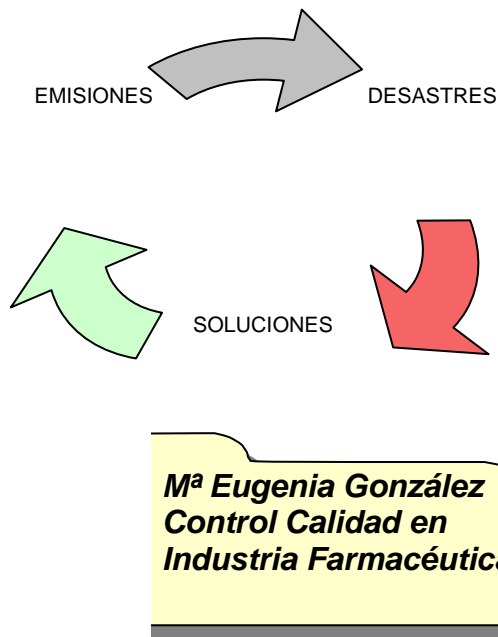 EMISIONES
DESASTRES
SOLUCIONES
Mª Eugenia González
Control Calidad en
Industria Farmacéutica